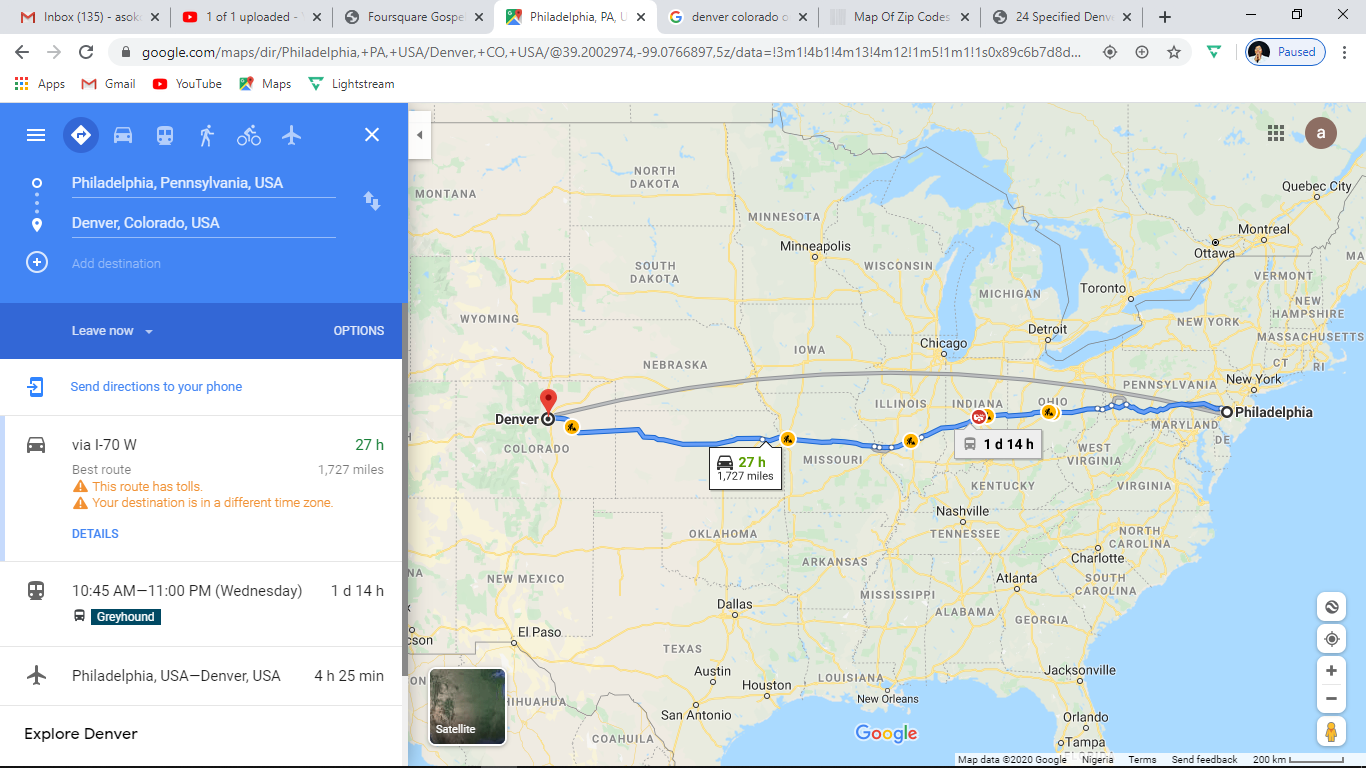 Inbox (135) - asok
1 of 1 uploaded -
Foursquare Gospe
Philadelphia, PA, U
denver colorado o
Map Of Zip Codes
24 Specified Denv
google.com/maps/dir/Philadelphia,+PA,+USA/Denver,+CO,+USA/@39.2002974,-99.0766897,5z/data=!3m1!4b1!4m13!4m12!1m5!1m1!1s0x89c6b7d8d...
Paused
Apps
Gmail
YouTube
Maps
Lightstream
Philadelphia, Pennsylvania, USA
Denver, Colorado, USA
Add destination
Leave now
OPTIONS
Send directions to your phone
via I-70 W
27 h
Best route
1,727 miles
This route has tolls.
Your destination is in a different time zone.
DETAILS
10:45 AM—11:00 PM (Wednesday)
1 d 14 h
Greyhound
Philadelphia, USA—Denver, USA
4 h 25 min
Explore Denver
a
MONTANA
NORTH
DAKOTA
MINNESOTA
Minneapolis
SOUTH
DAKOTA
WISCONSIN
MICHIGAN
Quebec City
Montreal
Ottawa
VERMONT
MA
Toronto
NEW
HAMPSHIRE
NEW YORK
MASSACHUSETTS
CT
RI
Detroit
Chicago
WYOMING
IOWA
NEBRASKA
PENNSYLVANIA
New York
ILLINOIS
INDIANA
OHIO
Denver
Philadelphia
MARYLAND
DE
COLORADO
27 h
1,727 miles
1 d 14 h
MISSOURI
WEST
VIRGINIA
KENTUCKY
VIRGINIA
Nashville
TENNESSEE
OKLAHOMA
NORTH
CAROLINA
Charlotte
ARKANSAS
NA
NEW MEXICO
SOUTH
CAROLINA
Atlanta
MISSISSIPPI
ALABAMA
GEORGIA
Dallas
cson
El Paso
TEXAS
Austin
Houston
LOUISIANA
New Orleans
Jacksonville
San Antonio
HIHUAHUA
COAHUILA
Orlando
Tampa
FLORIDA
Satellite
Google
Map data ©2020 Google
Nigeria
Terms
Send feedback
200 km